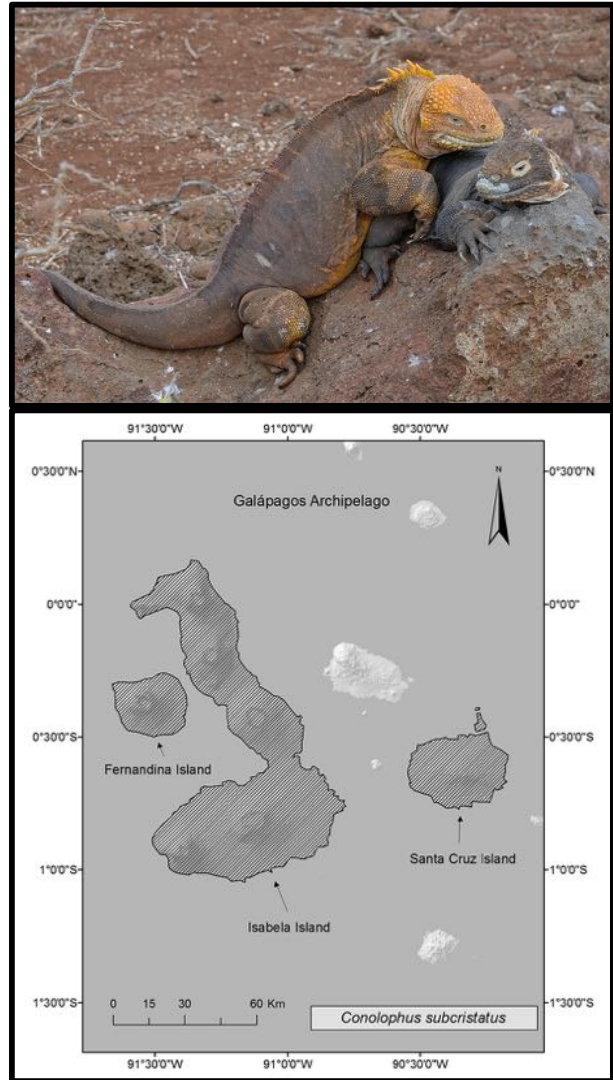 91°30'0"W 91°0'0"W 90°30'0"W
0°30'0"N 0°30'0"N
N
Galápagos Archipelago
0°0'0" 0°0'0"
0°30'0"S 0°30'0"S
Fernandina Island
Santa Cruz Island
1°0'0"S 1°0'0"S
Isabela Island
0 15 30 60 Km
1°30'0"S 1°30'0"S
Conolophus subcristatus
91°30'0"W 91°0'0"W 90°30'0"W